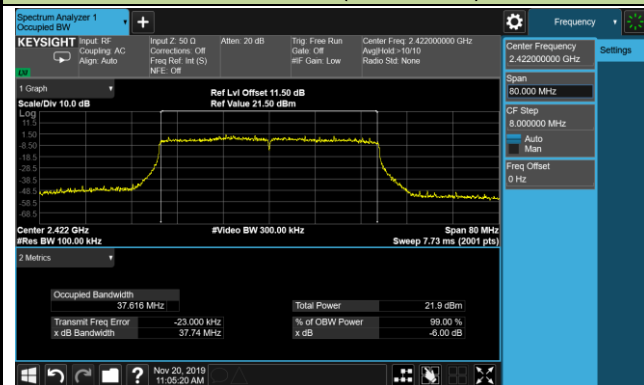 Spectrum Analyzer 1
Occupied BW
Frequency
KEYSIGHT
Input: RF
Coupling: AC
Align: Auto
Input Z: 50 Ω
Corrections: Off
Freq Ref: Int (S)
NFE: Off
Atten: 20 dB
Trig: Free Run
Gate: Off
#IF Gain: Low
Center Freq: 2.422000000 GHz
Avg|Hold:>10/10
Radio Std: None
LM
Center Frequency
2.422000000 GHz
Settings
Span
80.000 MHz
CF Step
8.000000 MHz
Auto
Man
Freq Offset
0 Hz
1 Graph
Scale/Div 10.0 dB
Ref Lvl Offset 11.50 dB
Ref Value 21.50 dBm
Log
11.5
1.50
-8.50
-18.5
-28.5
-38.5
-48.5
-58.5
-68.5
Center 2.422 GHz
#Res BW 100.00 kHz
#Video BW 300.00 kHz
Span 80 MHz
Sweep 7.73 ms (2001 pts)
2 Metrics
Occupied Bandwidth
37.616 MHz
Total Power 21.9 dBm
Transmit Freq Error -23.000 kHz
% of OBW Power 99.00 %
x dB Bandwidth 37.74 MHz
x dB -6.00 dB
Nov 20, 2019
11:05:20 AM